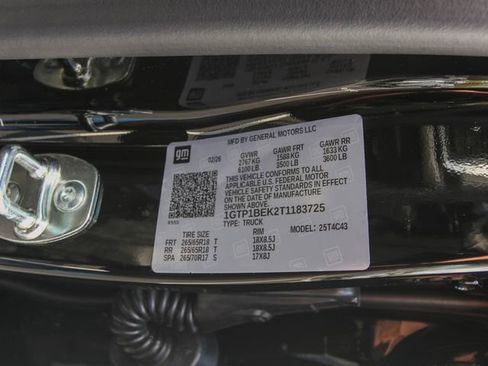 MFD BY GENERAL MOTORS LLC
gm 02/26 GVWR GAWR FRT GAWR RR
2767 KG 1588 KG 1633 KG
6100 LB 3500 LB 3600 LB
THIS VEHICLE CONFORMS TO ALL
APPLICABLE U.S. FEDERAL MOTOR
VEHICLE SAFETY STANDARDS IN EFFECT
ON THE DATE OF MANUFACTURE
SHOWN ABOVE.
1GTP1BEK2T1183725
TYPE: TRUCK MODEL: 25T4C43
TIRE SIZE RIM
FRT 265/65R18 T 18X8.5J
RR 265/65R18 T 18X8.5J
SPA 265/70R17 S 17X8J